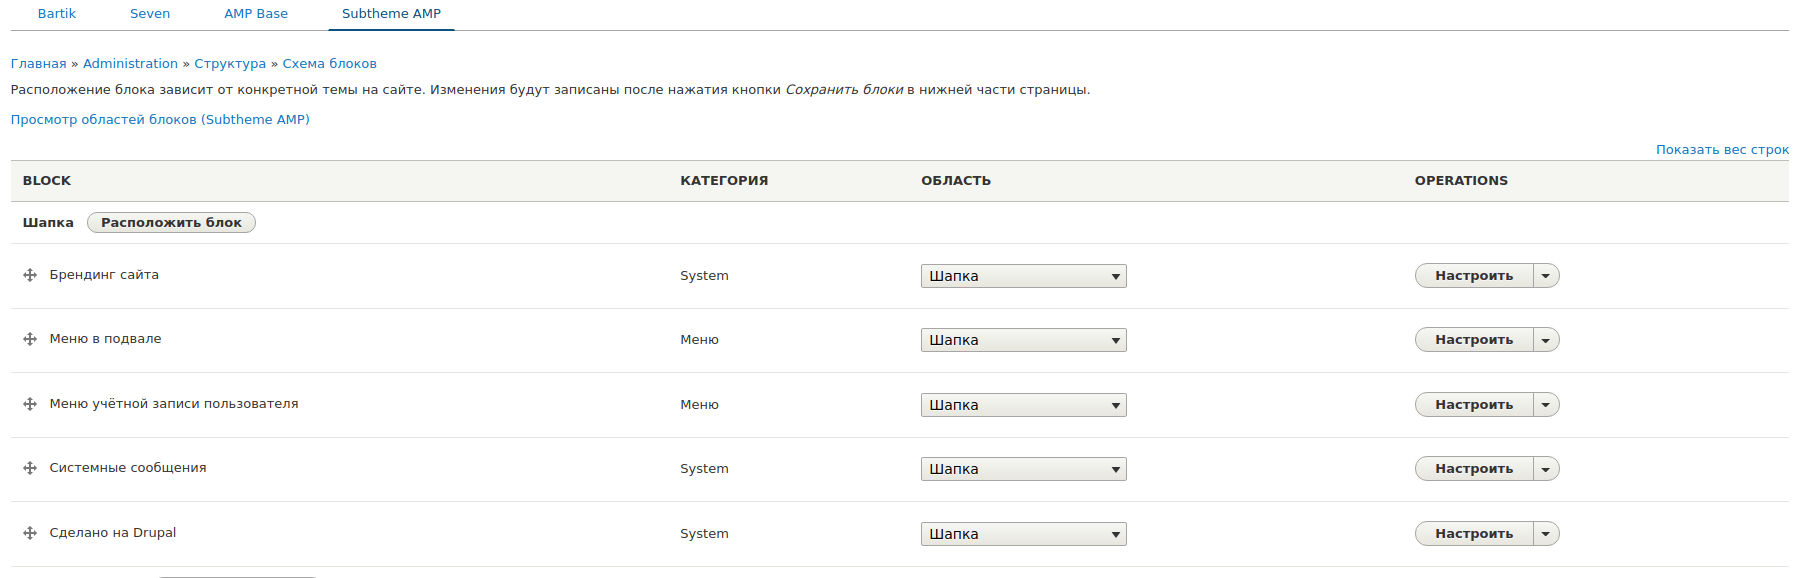 Bartik Seven AMP Base Subtheme AMP
Главная » Administration » Структура » Схема блоков
Расположение блока зависит от конкретной темы на сайте. Изменения будут записаны после нажатия кнопки Сохранить блоки в нижней части страницы.
Просмотр областей блоков (Subtheme AMP)
Показать вес строк
BLOCK КАТЕГОРИЯ ОБЛАСТЬ OPERATIONS
Шапка Расположить блок
Брендинг сайта System Шапка Настроить
Меню в подвале Меню Шапка Настроить
Меню учётной записи пользователя Меню Шапка Настроить
Системные сообщения System Шапка Настроить
Сделано на Drupal System Шапка Настроить